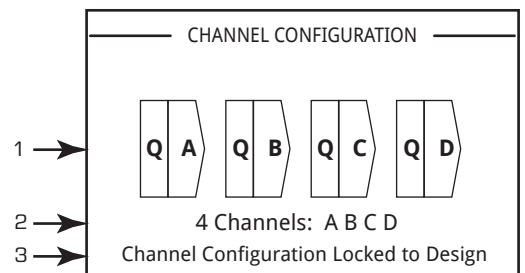 CHANNEL CONFIGURATION
1 Q A Q B Q C Q D
2 4 Channels: A B C D
3 Channel Configuration Locked to Design